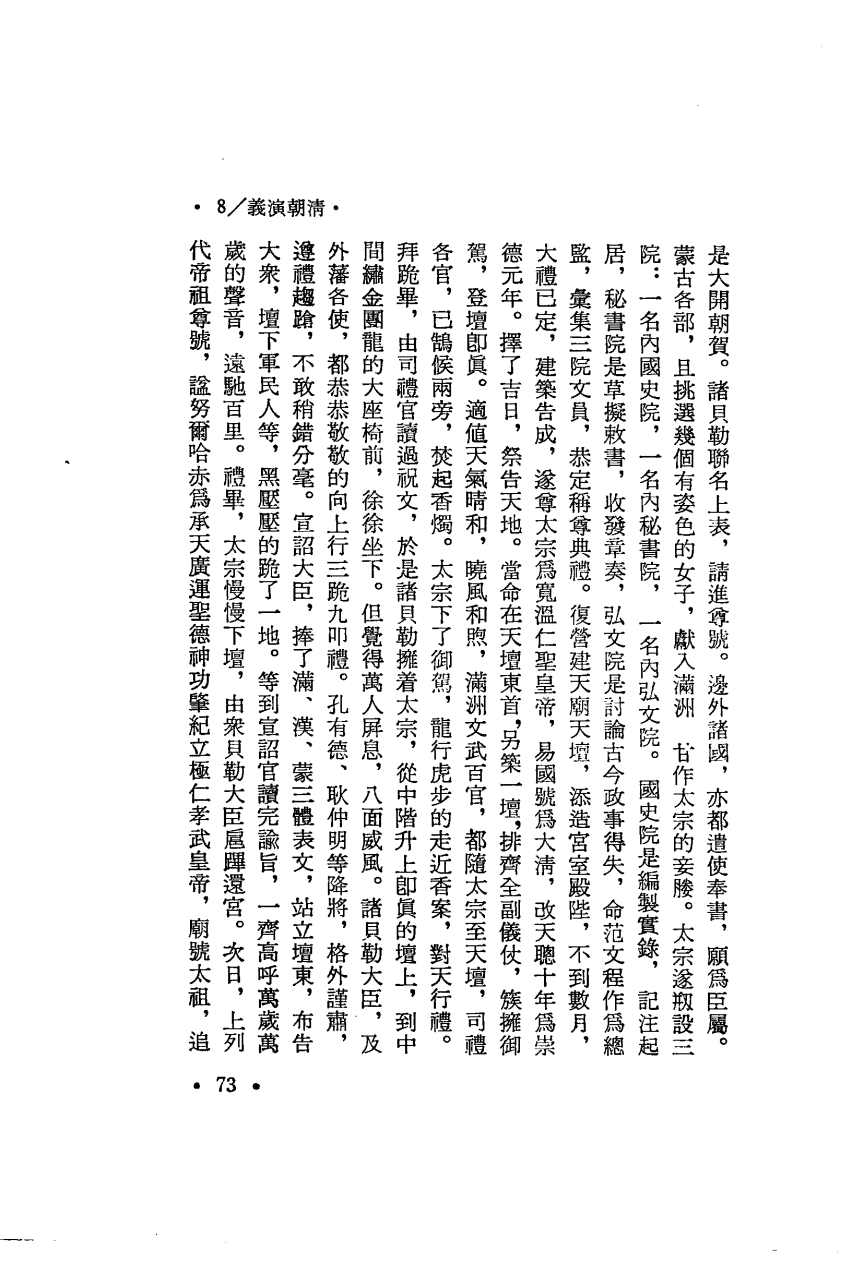 • 8/義演朝清•
是大開朝賀。諸貝勒聯名上表，請進尊號。邊外諸國，亦都遣使奉書，願爲臣屬。
蒙古各部，且挑選幾個有姿色的女子，獻入滿洲　甘作太宗的妾媵。太宗遂剏設三
院：一名內國史院，一名內秘書院，一名內弘文院。國史院是編製實錄，記注起
居，秘書院是草擬敕書，收發章奏，弘文院是討論古今政事得失，命范文程作爲總
監，彙集三院文員，恭定稱尊典禮。復營建天廟天壇，添造宮室殿陛，不到數月，
大禮已定，建築告成，遂尊太宗爲寬溫仁聖皇帝，易國號爲大清，改天聰十年爲崇
德元年。擇了吉日，祭告天地。當命在天壇東首，另築一壇，排齊全副儀仗，簇擁御
駕，登壇卽眞。適値天氣晴和，曉風和煦，滿洲文武百官，都隨太宗至天壇，司禮
各官，已鵠候兩旁，焚起香燭。太宗下了御駕，龍行虎步的走近香案，對天行禮。
拜跪畢，由司禮官讀過祝文，於是諸貝勒擁着太宗，從中階升上卽眞的壇上，到中
間繡金團龍的大座椅前，徐徐坐下。但覺得萬人屛息，八面威風。諸貝勒大臣，及
外藩各使，都恭恭敬敬的向上行三跪九叩禮。孔有德、耿仲明等降將，格外謹肅，
遵禮趨蹌，不敢稍錯分毫。宣詔大臣，捧了滿、漢、蒙三體表文，站立壇東，布告
大衆，壇下軍民人等，黑壓壓的跪了一地。等到宣詔官讀完諭旨，一齊高呼萬歲萬
歲的聲音，遠馳百里。禮畢，太宗慢慢下壇，由衆貝勒大臣扈蹕還宮。次日，上列
代帝祖尊號，諡努爾哈赤爲承天廣運聖德神功肇紀立極仁孝武皇帝，廟號太祖，追
• 73 •